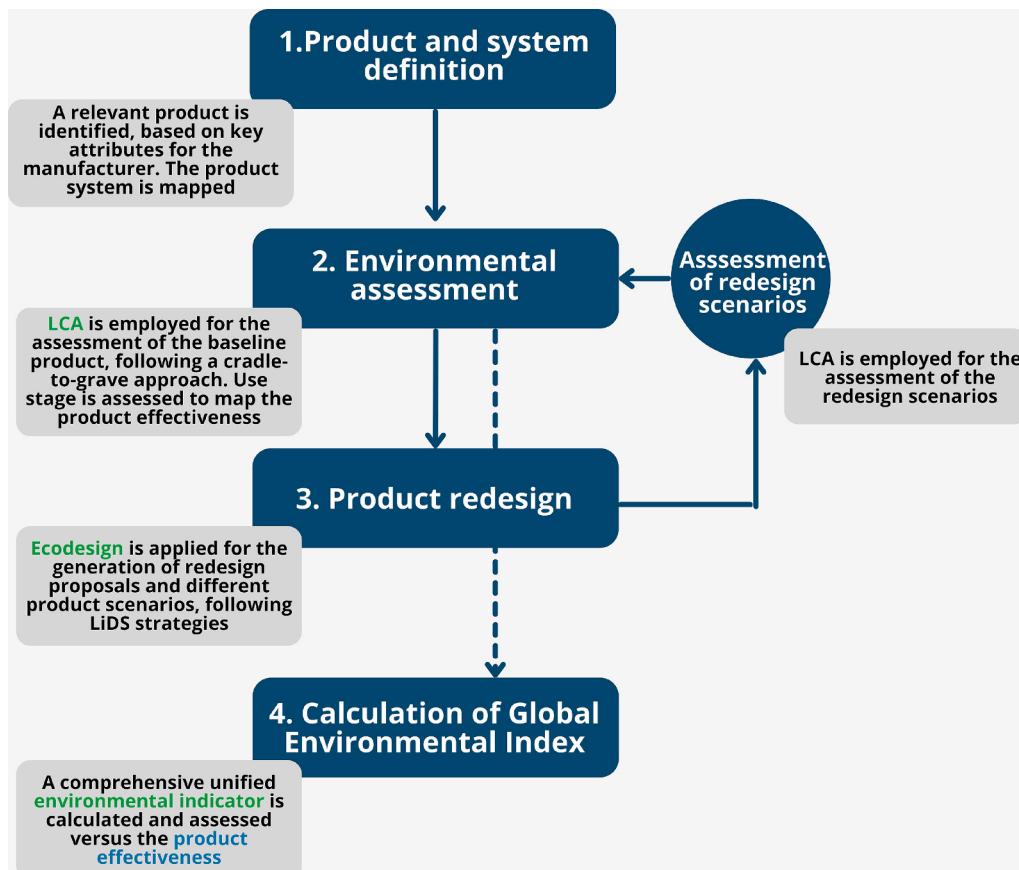 1.Product and system
definition
A relevant product is
identified, based on key
attributes for the
manufacturer. The product
system is mapped
2. Environmental
assessment
Asssessment
of redesign
scenarios
LCA is employed for the
assessment of the baseline
product, following a cradle-
to-grave approach. Use
stage is assessed to map the
product effectiveness
LCA is employed for the
assessment of the
redesign scenarios
3. Product redesign
Ecodesign is applied for the
generation of redesign
proposals and different
product scenarios, following
LiDS strategies
4. Calculation of Global
Environmental Index
A comprehensive unified
environmental indicator is
calculated and assessed
versus the product
effectiveness